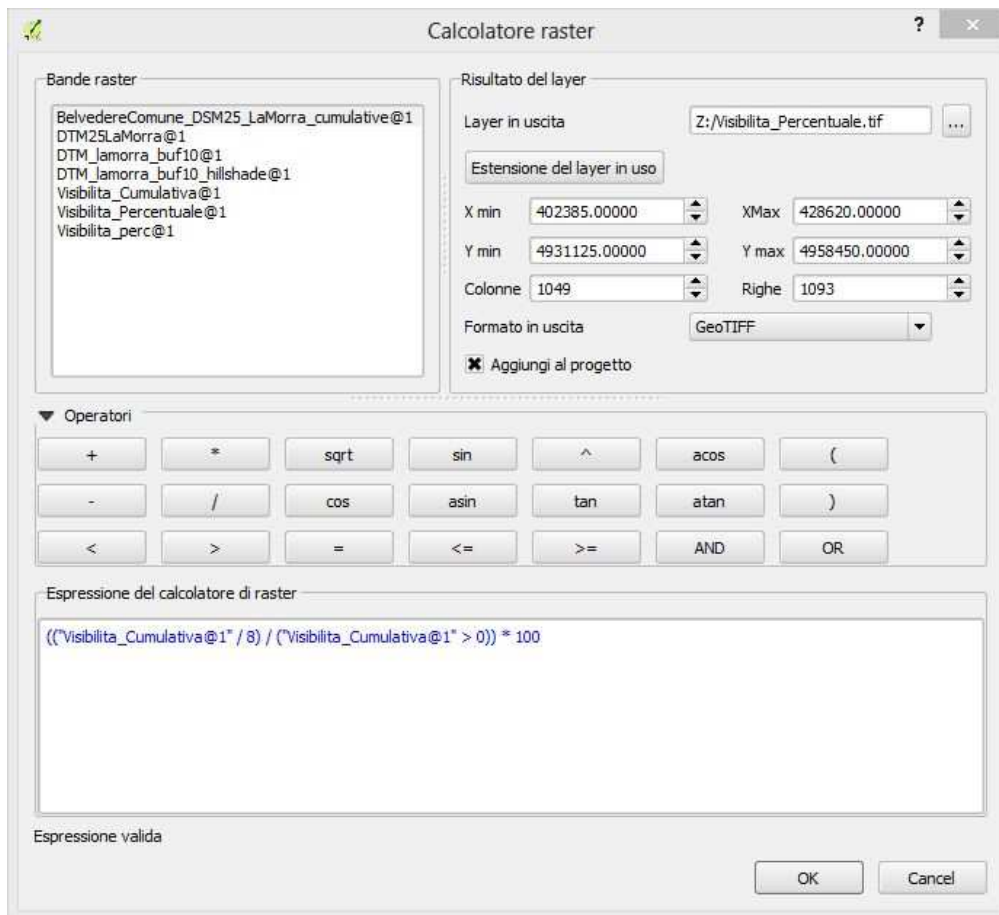 Calcolatore raster
?
×
Bande raster
BelvedereComune_DSM25_LaMorra_cumulative@1
DTM25LaMorra@1
DTM_lamorra_buf10@1
DTM_lamorra_buf10_hillshade@1
Visibilita_Cumulativa@1
Visibilita_Percentuale@1
Visibilita_perc@1
Risultato del layer
Layer in uscita Z:/Visibilita_Percentuale.tif ...
Estensione del layer in uso
X min 402385.00000 XMax 428620.00000
Y min 4931125.00000 Y max 4958450.00000
Colonne 1049 Righe 1093
Formato in uscita GeoTIFF
Aggiungi al progetto
Operatori
+ * sqrt sin ^ acos (
- / cos asin tan atan )
< > = <= >= AND OR
Espressione del calcolatore di raster
(("Visibilita_Cumulativa@1" / 8) / ("Visibilita_Cumulativa@1" > 0)) * 100
Espressione valida
OK Cancel